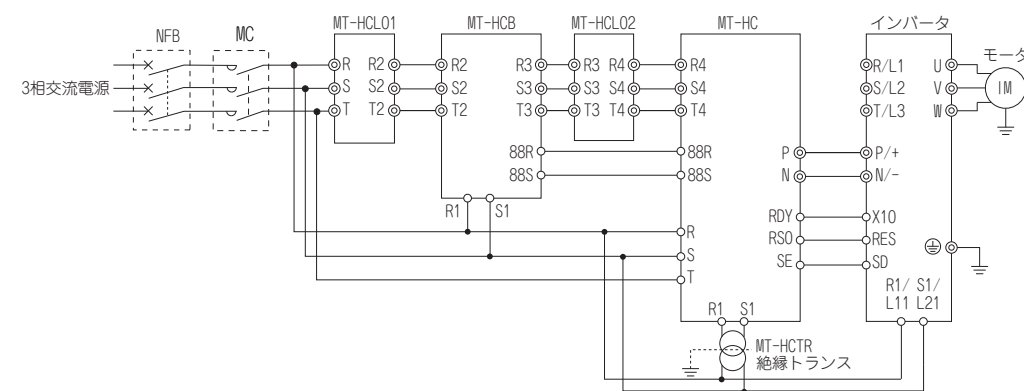 MT-HCL01 MT-HCB MT-HCL02 MT-HC インバータ
NFB MC
モータ
R R2 R2 R3 R3 R4 R4 R/L1 U
3相交流電源 S S2 S2 S3 S3 S4 S4 S/L2 V IM
T T2 T2 T3 T3 T4 T4 T/L3 W
88R 88R P P/+
88S 88S N N/-
R1 S1 RDY X10
R RSO RES
S SE SD
T R1/ S1/
L11 L21
R1 S1
MT-HCTR
絶縁トランス